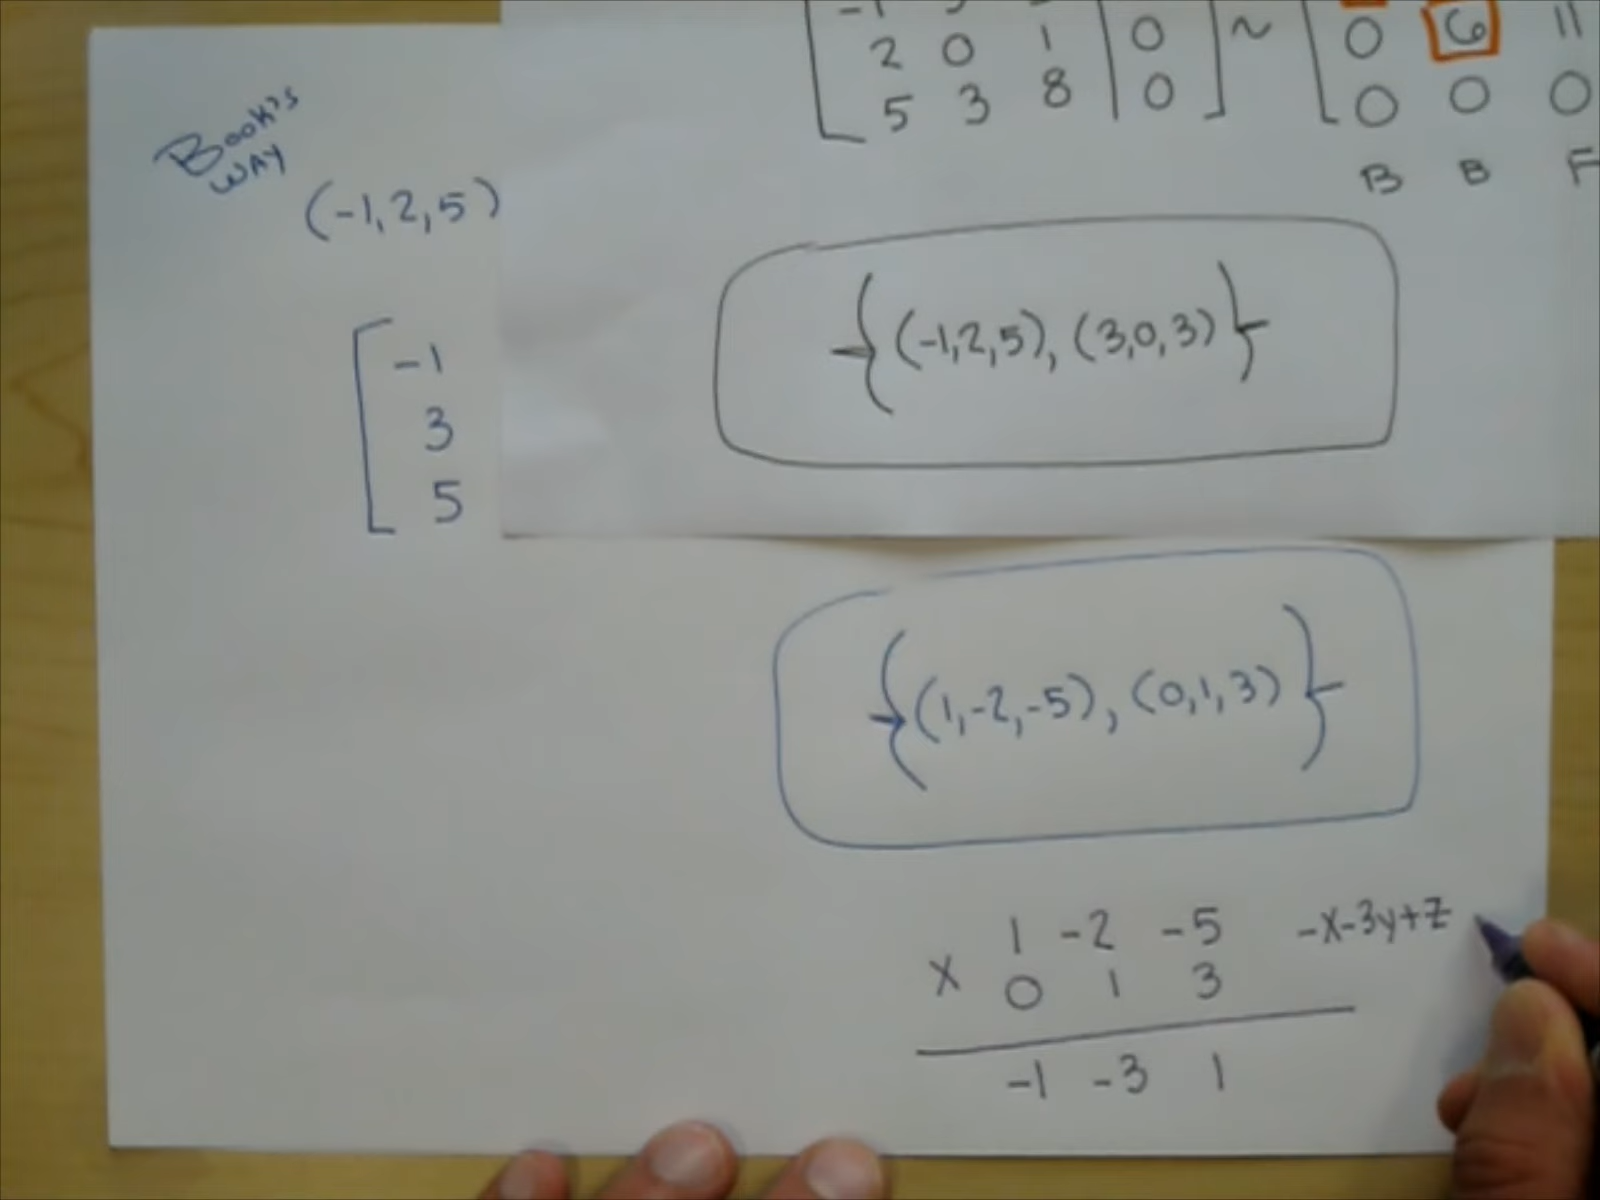 2 0 1 | 0 ~ 0 6 11
5 3 8 | 0 0 0 0
B B F
Book's
WAY
(-1,2,5)
{(-1,2,5), (3,0,3)}
-1
3
5
{(1,-2,-5), (0,1,3)}
1 -2 -5 -x-3y+z
x 0 1 3
-1 -3 1